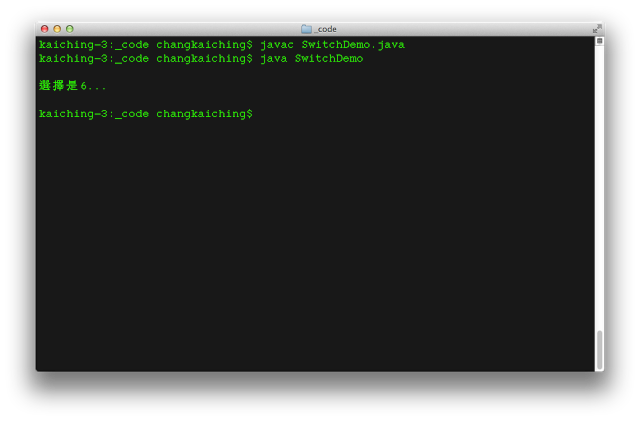 _code
kaiching-3:_code changkaiching$ javac SwitchDemo.java
kaiching-3:_code changkaiching$ java SwitchDemo
選擇是6...
kaiching-3:_code changkaiching$